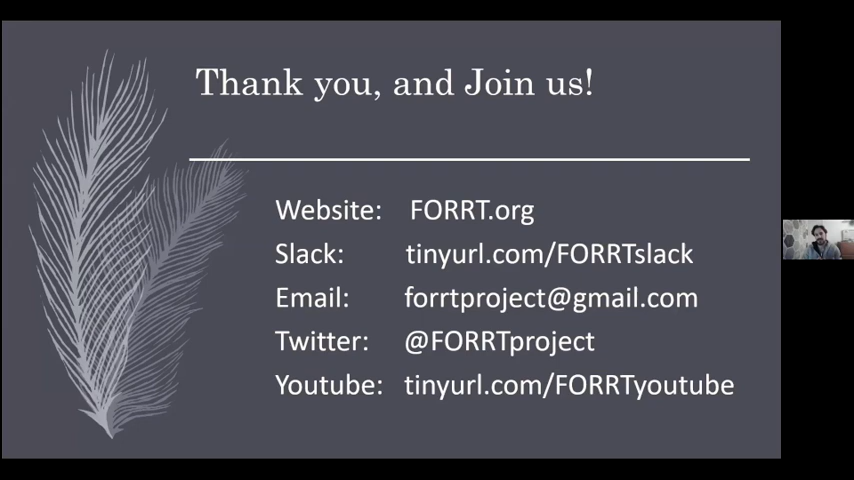 Thank you, and Join us!
Website: FORRT.org
Slack: tinyurl.com/FORRTslack
Email: forrtproject@gmail.com
Twitter: @FORRTproject
Youtube: tinyurl.com/FORRTyoutube